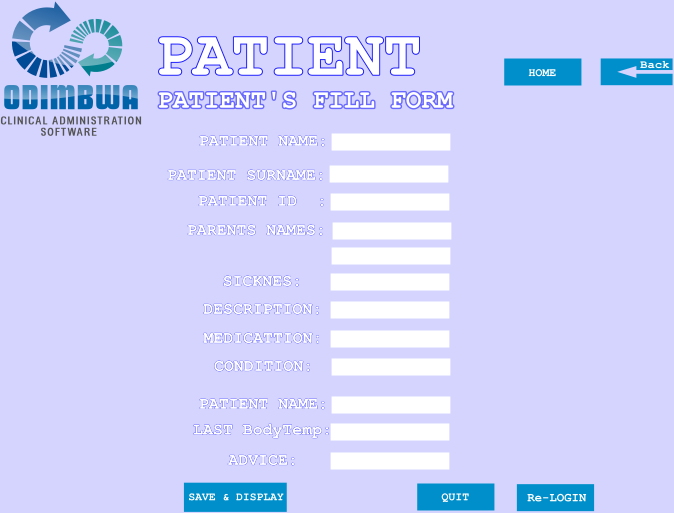 PATIENT
HOME
Back
ODIMBWA
PATIENT'S FILL FORM
CLINICAL ADMINISTRATION
SOFTWARE
PATIENT NAME:
PATIENT SURNAME:
PATIENT ID :
PARENTS NAMES:
SICKNES:
DESCRIPTION:
MEDICATTION:
CONDITION:
PATIENT NAME:
LAST BodyTemp:
ADVICE:
SAVE & DISPLAY
QUIT
Re-LOGIN